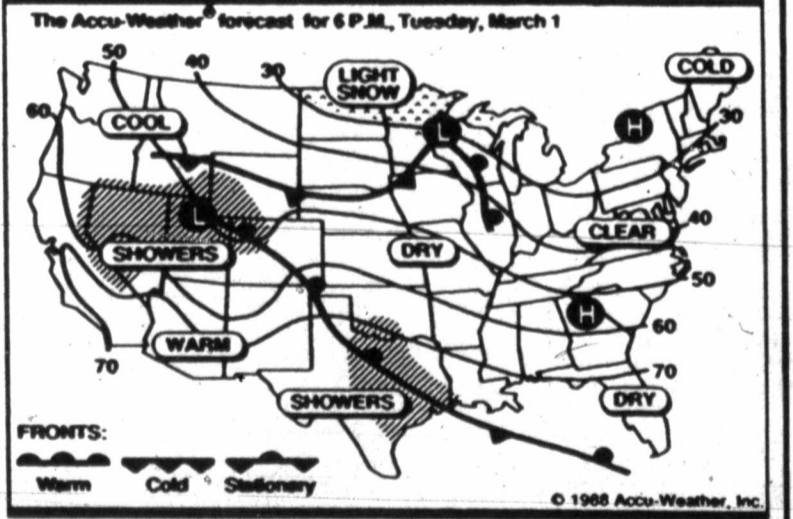 The Accu-Weather® forecast for 6 P.M., Tuesday, March 1
50
40
30
LIGHT
SNOW
COLD
60
COOL
L
H
30
L
40
SHOWERS
DRY
CLEAR
50
H
60
WARM
70
70
SHOWERS
DRY
FRONTS:
Warm
Cold
Stationery
© 1988 Accu-Weather, Inc.